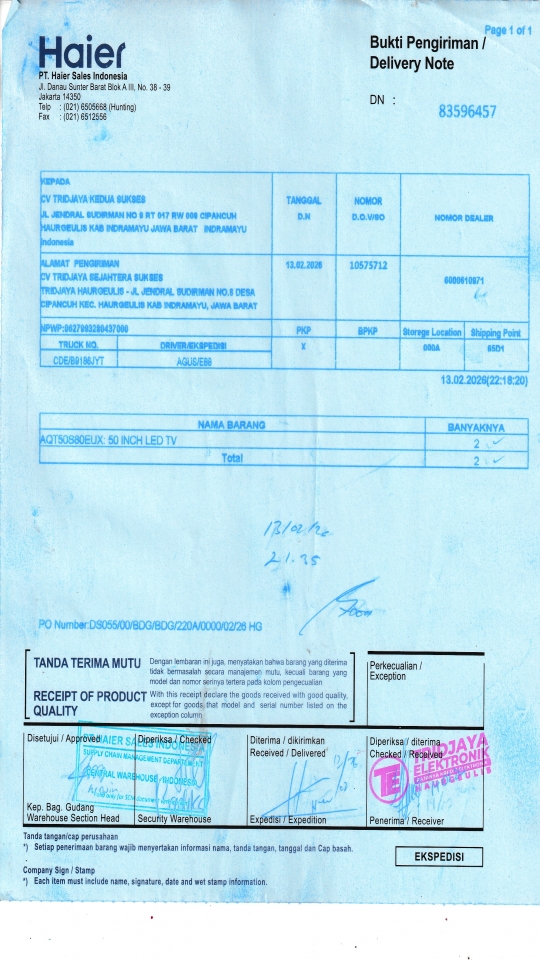 Page 1 of 1
Haier
Bukti Pengiriman /
Delivery Note
PT. Haier Sales Indonesia
Jl. Danau Sunter Barat Blok A III, No. 38 - 39
Jakarta 14350
Telp : (021) 6505668 (Hunting)
Fax : (021) 6512556
DN :
83596457
KEPADA
CV TRIDJAYA KEDUA SUKSES
JL JENDRAL SUDIRMAN NO 8 RT 017 RW 006 CIPANCUH
HAURGEULIS KAB INDRAMAYU JAWA BARAT INDRAMAYU
Indonesia
TANGGAL
D.N
NOMOR
D.O.V/SO
NOMOR DEALER
ALAMAT PENGIRIMAN
CV TRIDJAYA SEJAHTERA SUKSES
TRIDJAYA HAURGEULIS - JL JENDRAL SUDIRMAN NO.8 DESA
CIPANCUH KEC. HAURGEULIS KAB INDRAMAYU, JAWA BARAT
13.02.2026
10575712
NPWP:
PKP
BPKP
Storege Location
Shipping Point
TRUCK NO.
DRIVER/EKSPEDISI
X
000A
65D1
CDE/B9186JYT
AGUS/E88
13.02.2026(22:18:20)
NAMA BARANG
BANYAKNYA
AQT50S80EUX: 50 INCH LED TV
2
Total
2
13/02/26
21.35
PO Number:DS055/00/BDG/BDG/220A/0000/02/26 HG
TANDA TERIMA MUTU
Dengan lembaran ini juga, menyatakan bahwa barang yang diterima
tidak bermasalah secara manajemen mutu, kecuali barang yang
model dan nomor serinya tertera pada kolom pengecualian
RECEIPT OF PRODUCT
QUALITY
With this receipt declare the goods received with good quality,
except for goods that model and serial number listed on the
exception column
Perkecualian /
Exception
Disetujui / Approved
Diperiksa / Checked
Diterima / dikirimkan
Received / Delivered
Diperiksa / diterima
Checked / Received
PT HAIER SALES INDONESIA
SUPPLY CHAIN MANAGEMENT DEPARTMENT
CENTRAL WAREHOUSE - INDONESIA
TRIDJAYA
ELEKTRONIK
HAURGEULIS
Kep. Bag. Gudang
Warehouse Section Head
Security Warehouse
Expedisi / Expedition
Penerima / Receiver
Tanda tangan/cap perusahaan
*) Setiap penerimaan barang wajib menyertakan informasi nama, tanda tangan, tanggal dan Cap basah.
EKSPEDISI
Company Sign / Stamp
*) Each item must include name, signature, date and wet stamp information.